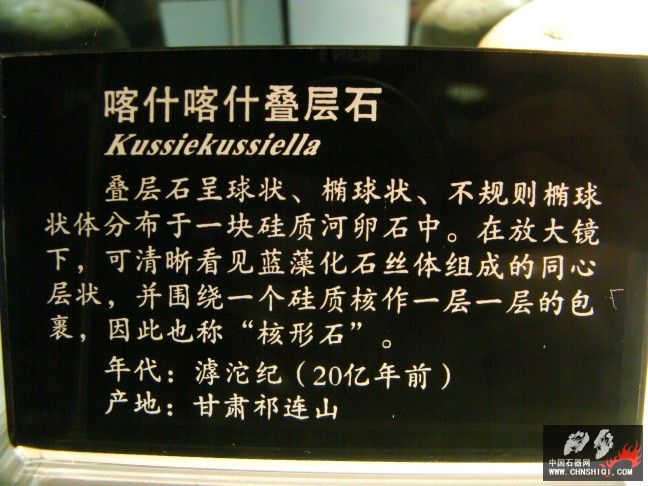 喀什喀什叠层石
Kussiekussiella
叠层石呈球状、椭球状、不规则椭球
状体分布于一块硅质河卵石中。在放大镜
下，可清晰看见蓝藻化石丝体组成的同心
层状，并围绕一个硅质核作一层一层的包
裹，因此也称“核形石”。
年代：滹沱纪（20亿年前）
产地：甘肃祁连山
中国石器网
WWW.CHNSHIQI.COM